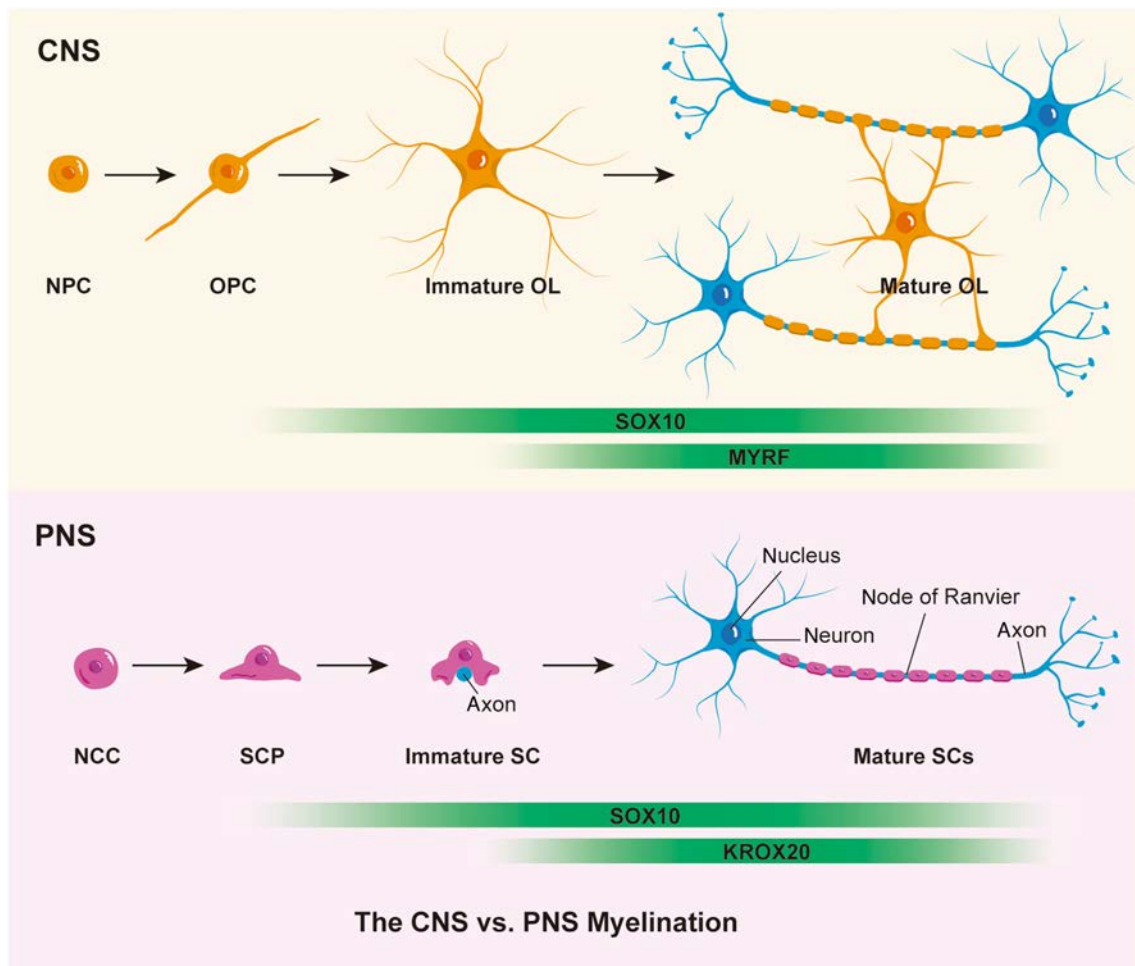 CNS
NPC
OPC
Immature OL
Mature OL
SOX10
MYRF
PNS
Nucleus
Node of Ranvier
Neuron
Axon
Axon
NCC
SCP
Immature SC
Mature SCs
SOX10
KROX20
The CNS vs. PNS Myelination